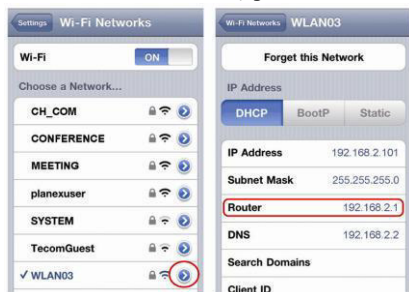 Settings Wi-Fi Networks
Wi-Fi ON
Choose a Network...
CH_COM
CONFERENCE
MEETING
planexuser
SYSTEM
TecomGuest
✓ WLAN03
Wi-Fi Networks WLAN03
Forget this Network
IP Address
DHCP BootP Static
IP Address 192.168.2.101
Subnet Mask 255.255.255.0
Router 192.168.2.1
DNS 192.168.2.2
Search Domains
Client ID